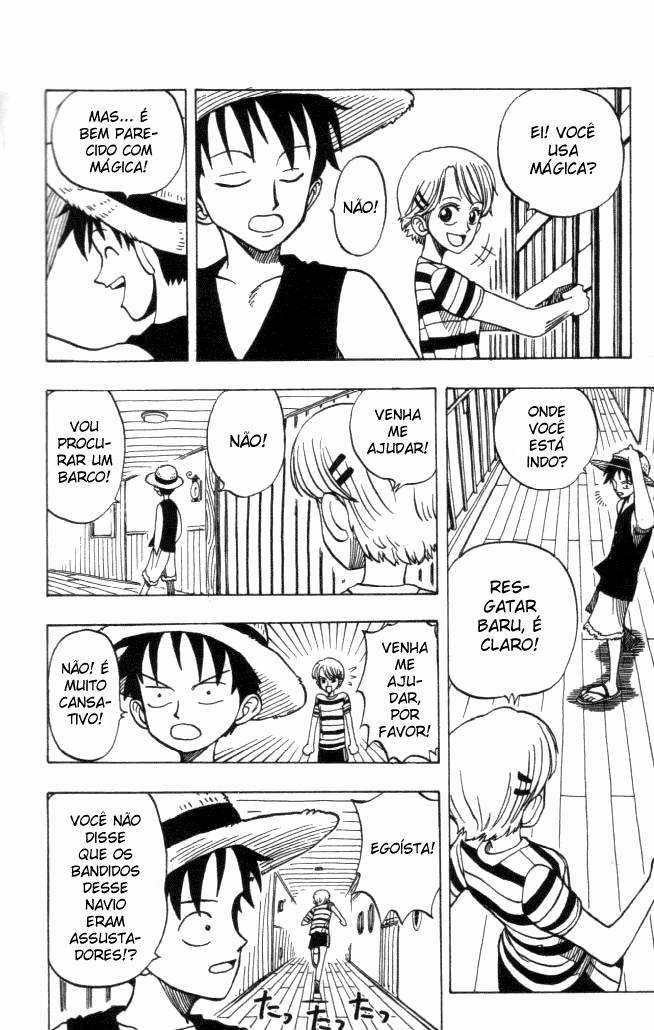 EI! VOCÊ
USA
MÁGICA?
NÃO!
MAS... É
BEM PARE-
CIDO COM
MÁGICA!
ONDE
VOCÊ
ESTÁ
INDO?
RES-
GATAR
BARU, É
CLARO!
VENHA
ME
AJUDAR!
NÃO!
VOU
PROCU-
RAR UM
BARCO!
VENHA
ME
AJU-
DAR,
POR
FAVOR!
NÃO! É
MUITO
CANSA-
TIVO!
EGOÍSTA!
VOCÊ NÃO
DISSE
QUE OS
BANDIDOS
DESSE
NAVIO
ERAM
ASSUSTA-
DORES!?
たっ たっ たっ